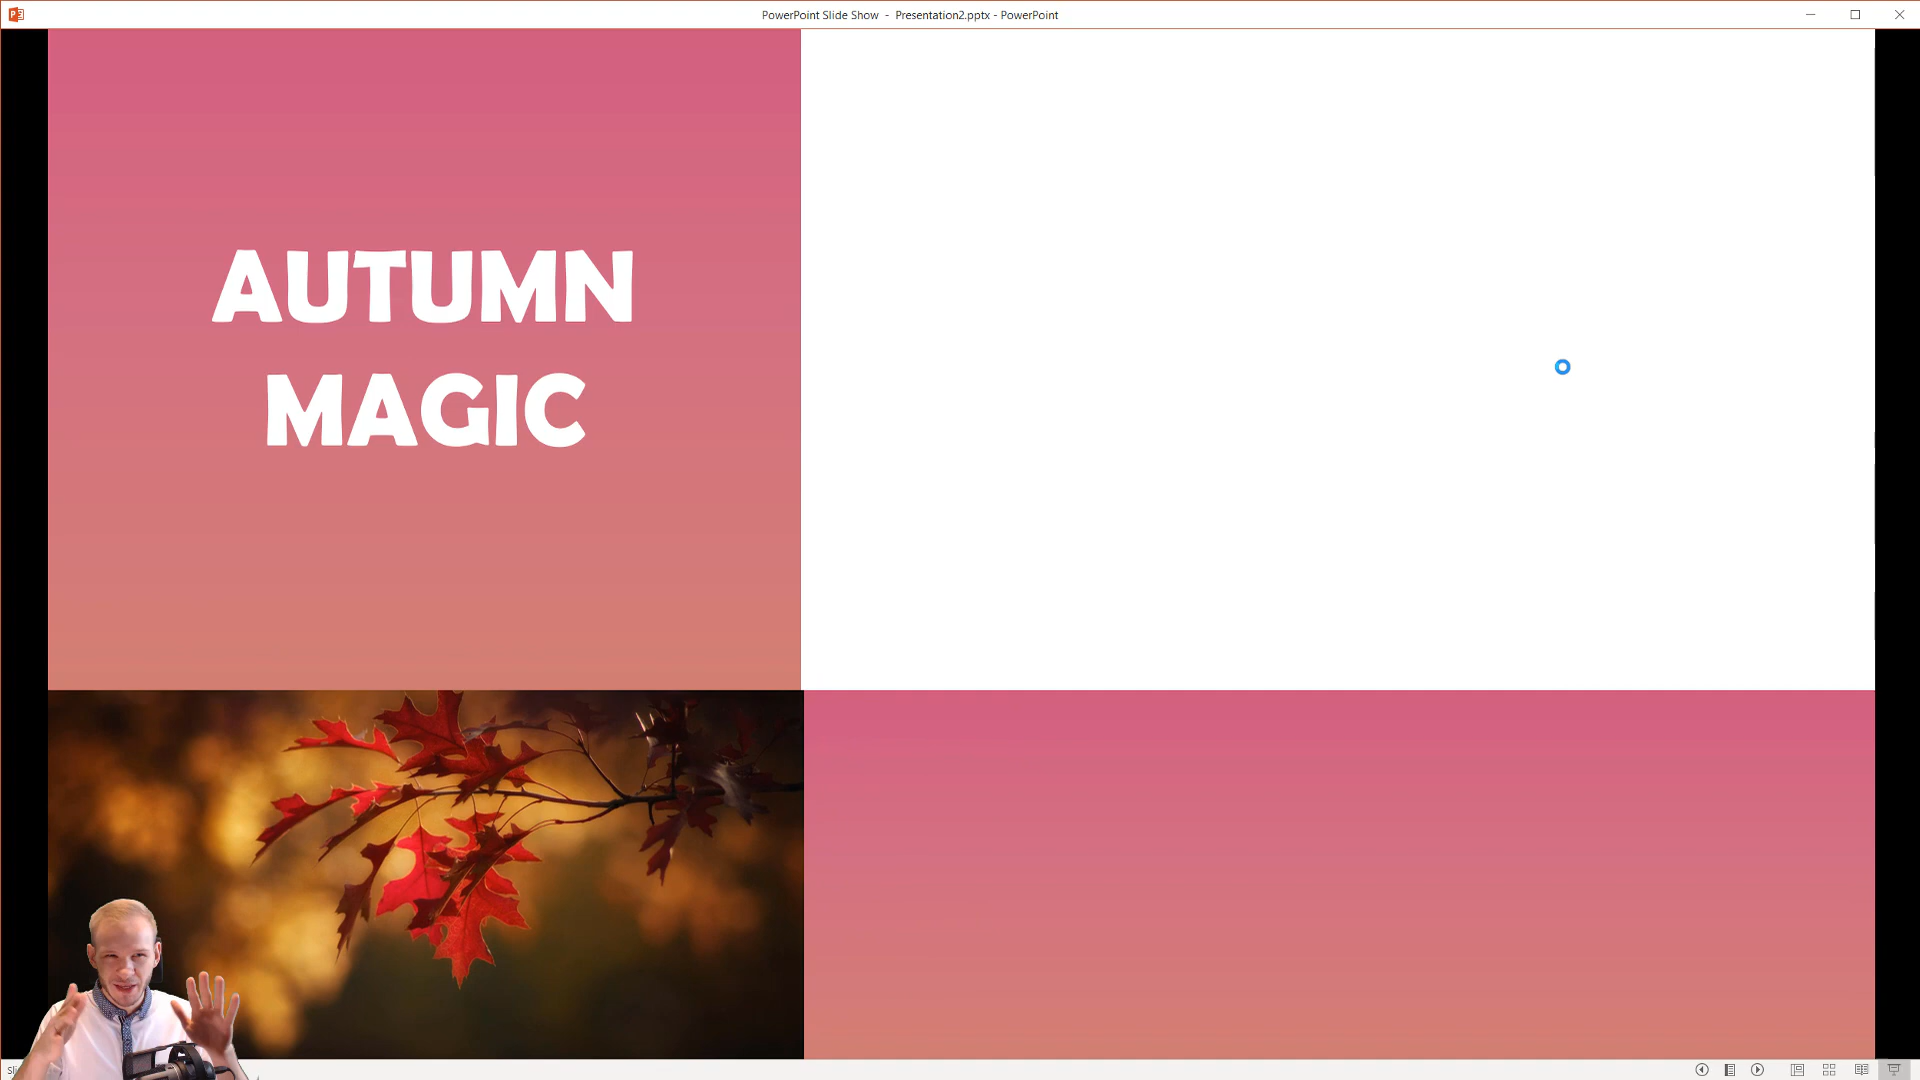 PowerPoint Slide Show - Presentation2.pptx - PowerPoint
AUTUMN
MAGIC